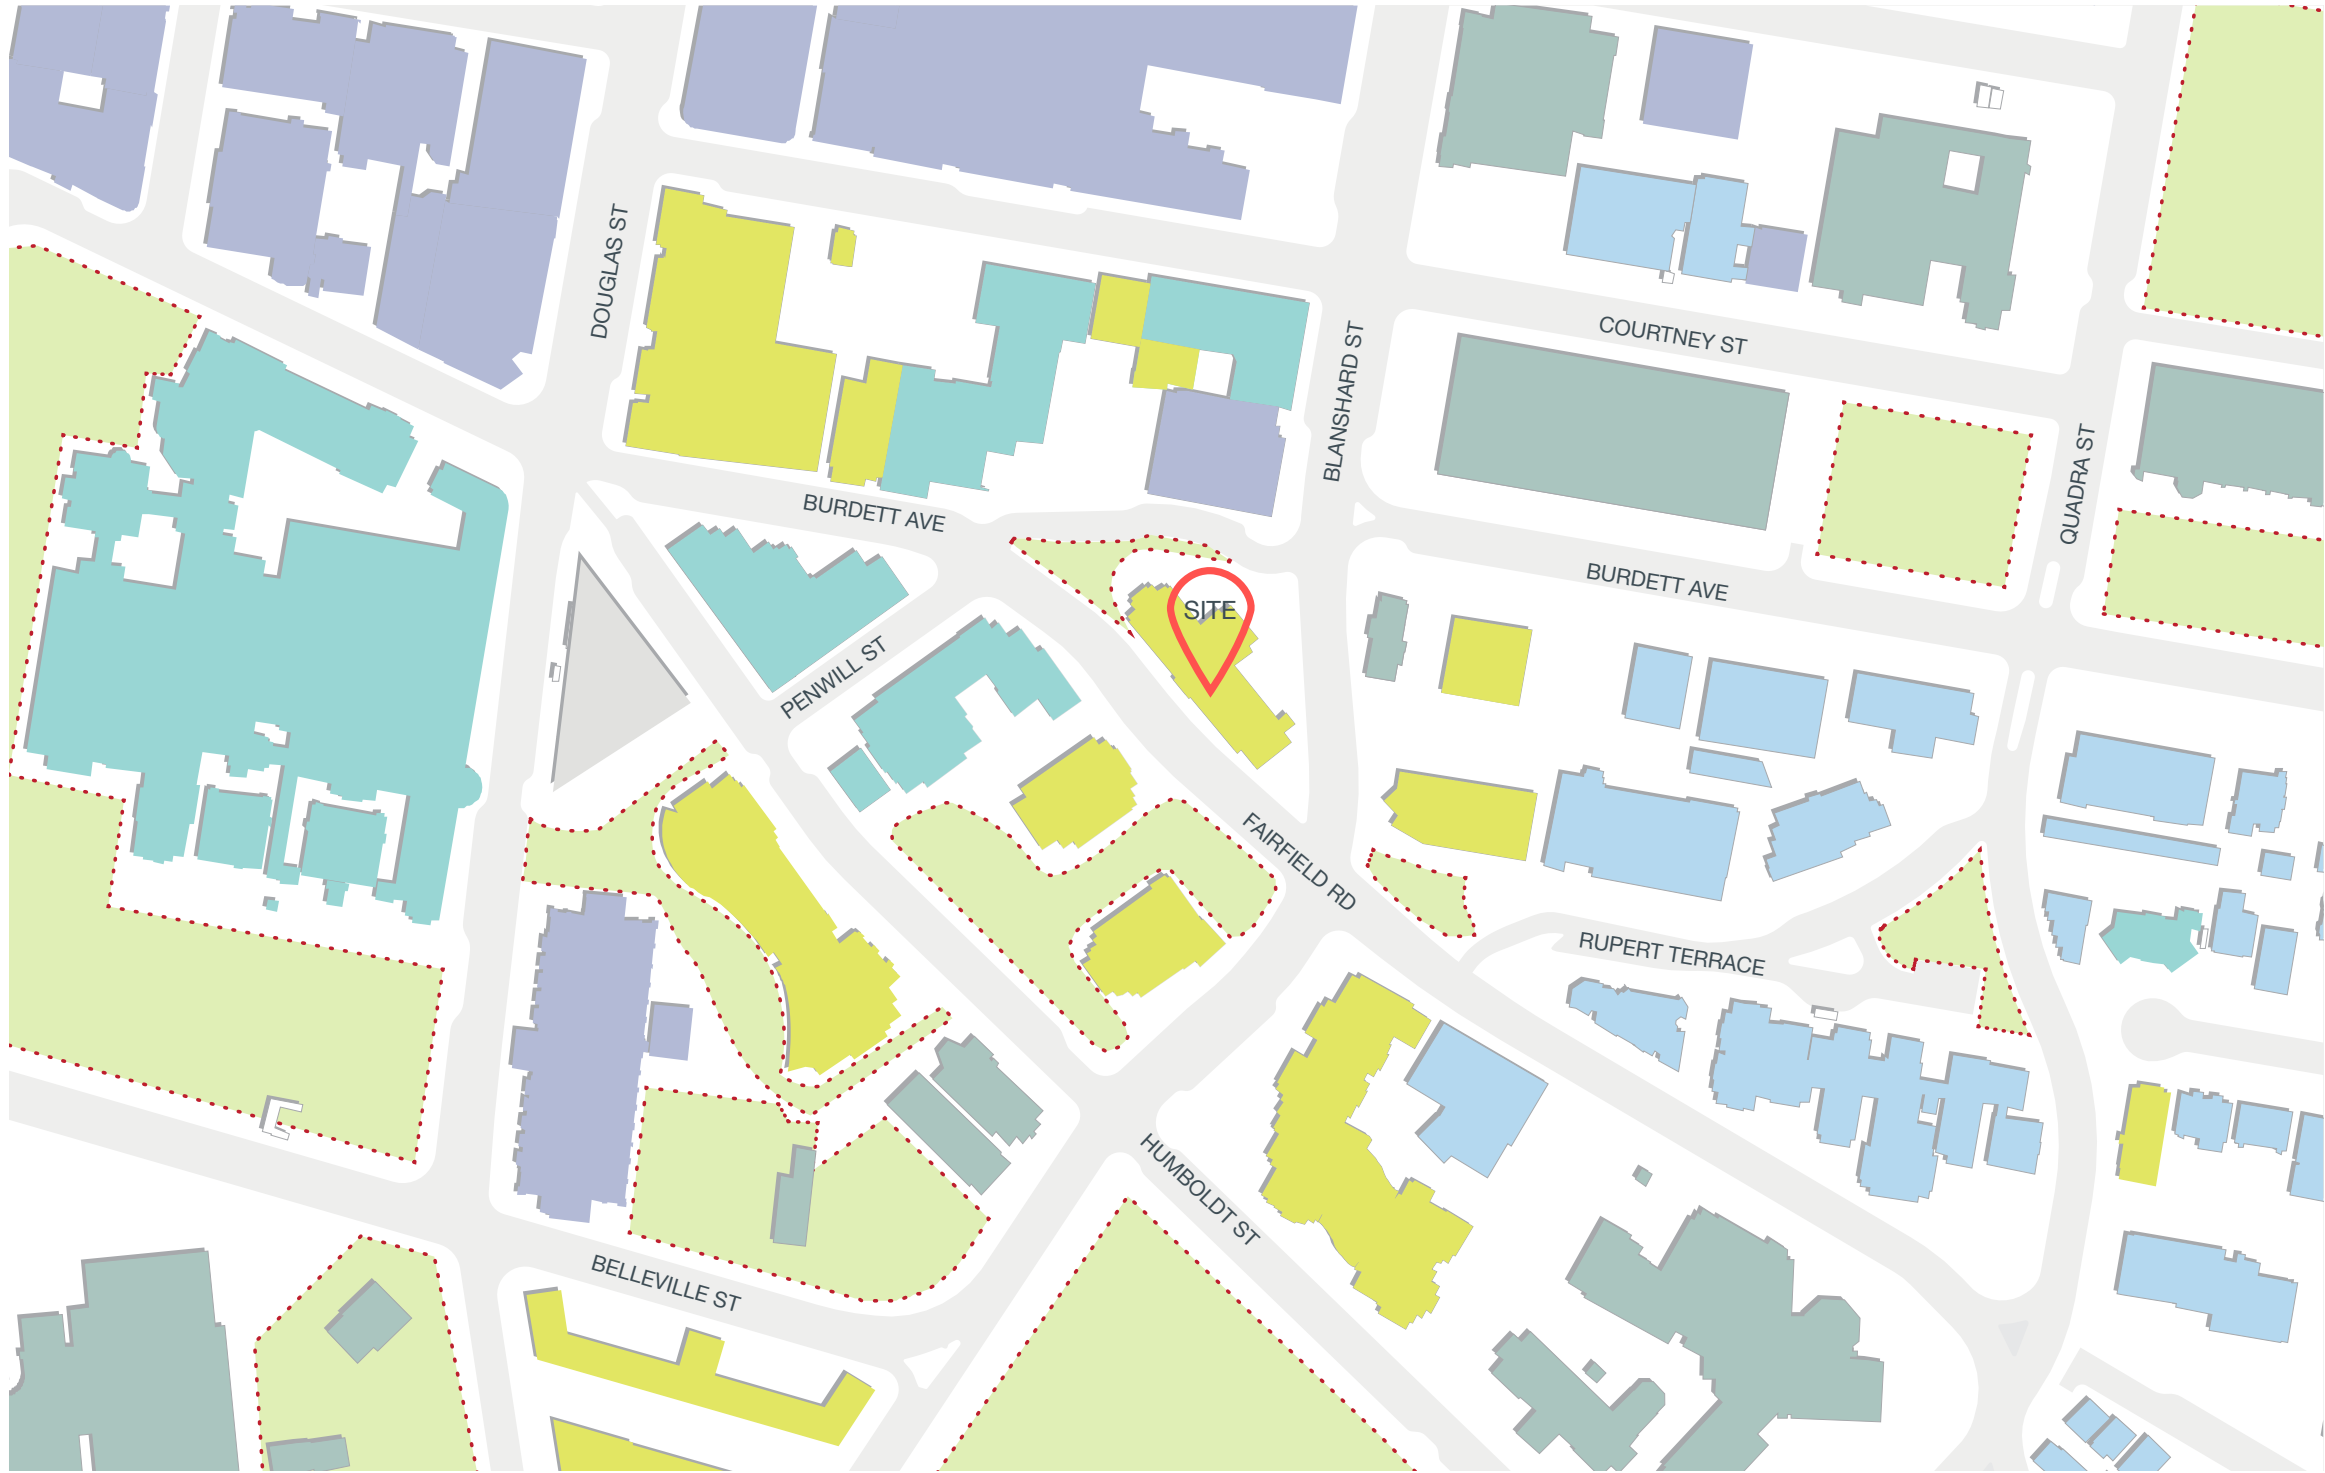 DOUGLAS ST
COURTNEY ST
BLANSHARD ST
QUADRA ST
BURDETT AVE
BURDETT AVE
SITE
PENWILL ST
FAIRFIELD RD
RUPERT TERRACE
HUMBOLDT ST
BELLEVILLE ST